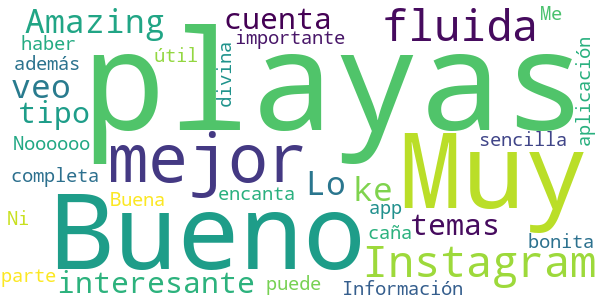 Amazing
cuenta
fluida
Me
haber
importante
además
útil
divina
playas
aplicación
veo
tipo
Noooooo
mejor
Muy
sencilla
completa
Lo
ke
encanta
Buena
Bueno
app
temas
Ni
caña
bonita
Instagram
parte
interesante
puede
Información